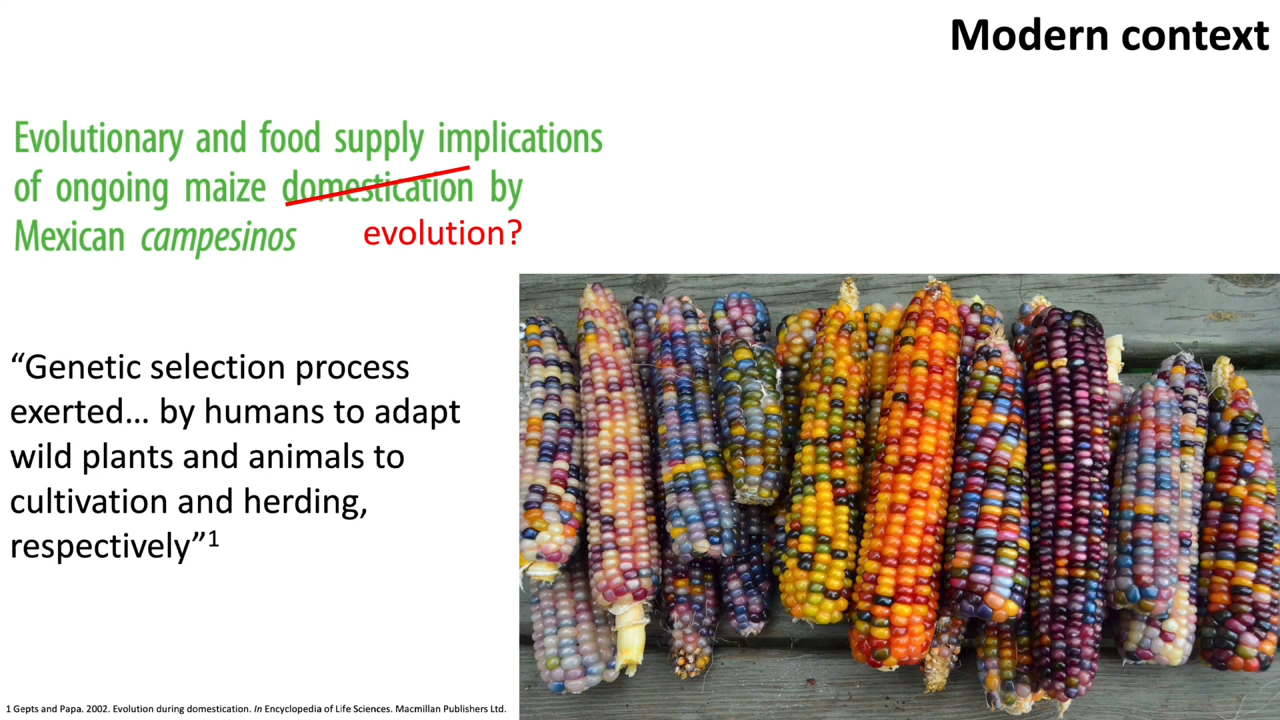 Modern context
Evolutionary and food supply implications
of ongoing maize domestication by
Mexican campesinos
evolution?
“Genetic selection process
exerted… by humans to adapt
wild plants and animals to
cultivation and herding,
respectively”1
1 Gepts and Papa. 2002. Evolution during domestication. In Encyclopedia of Life Sciences. Macmillan Publishers Ltd.